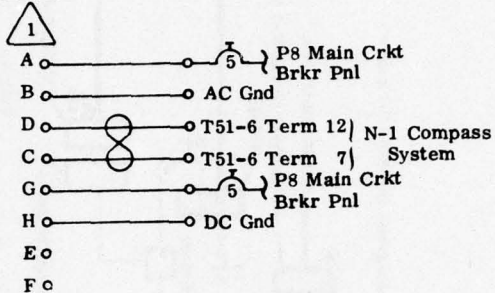 1
A 5 P8 Main Crkt
Brkr Pnl
B AC Gnd
D T51-6 Term 12
C T51-6 Term 7
N-1 Compass
System
G 5 P8 Main Crkt
Brkr Pnl
H DC Gnd
E
F